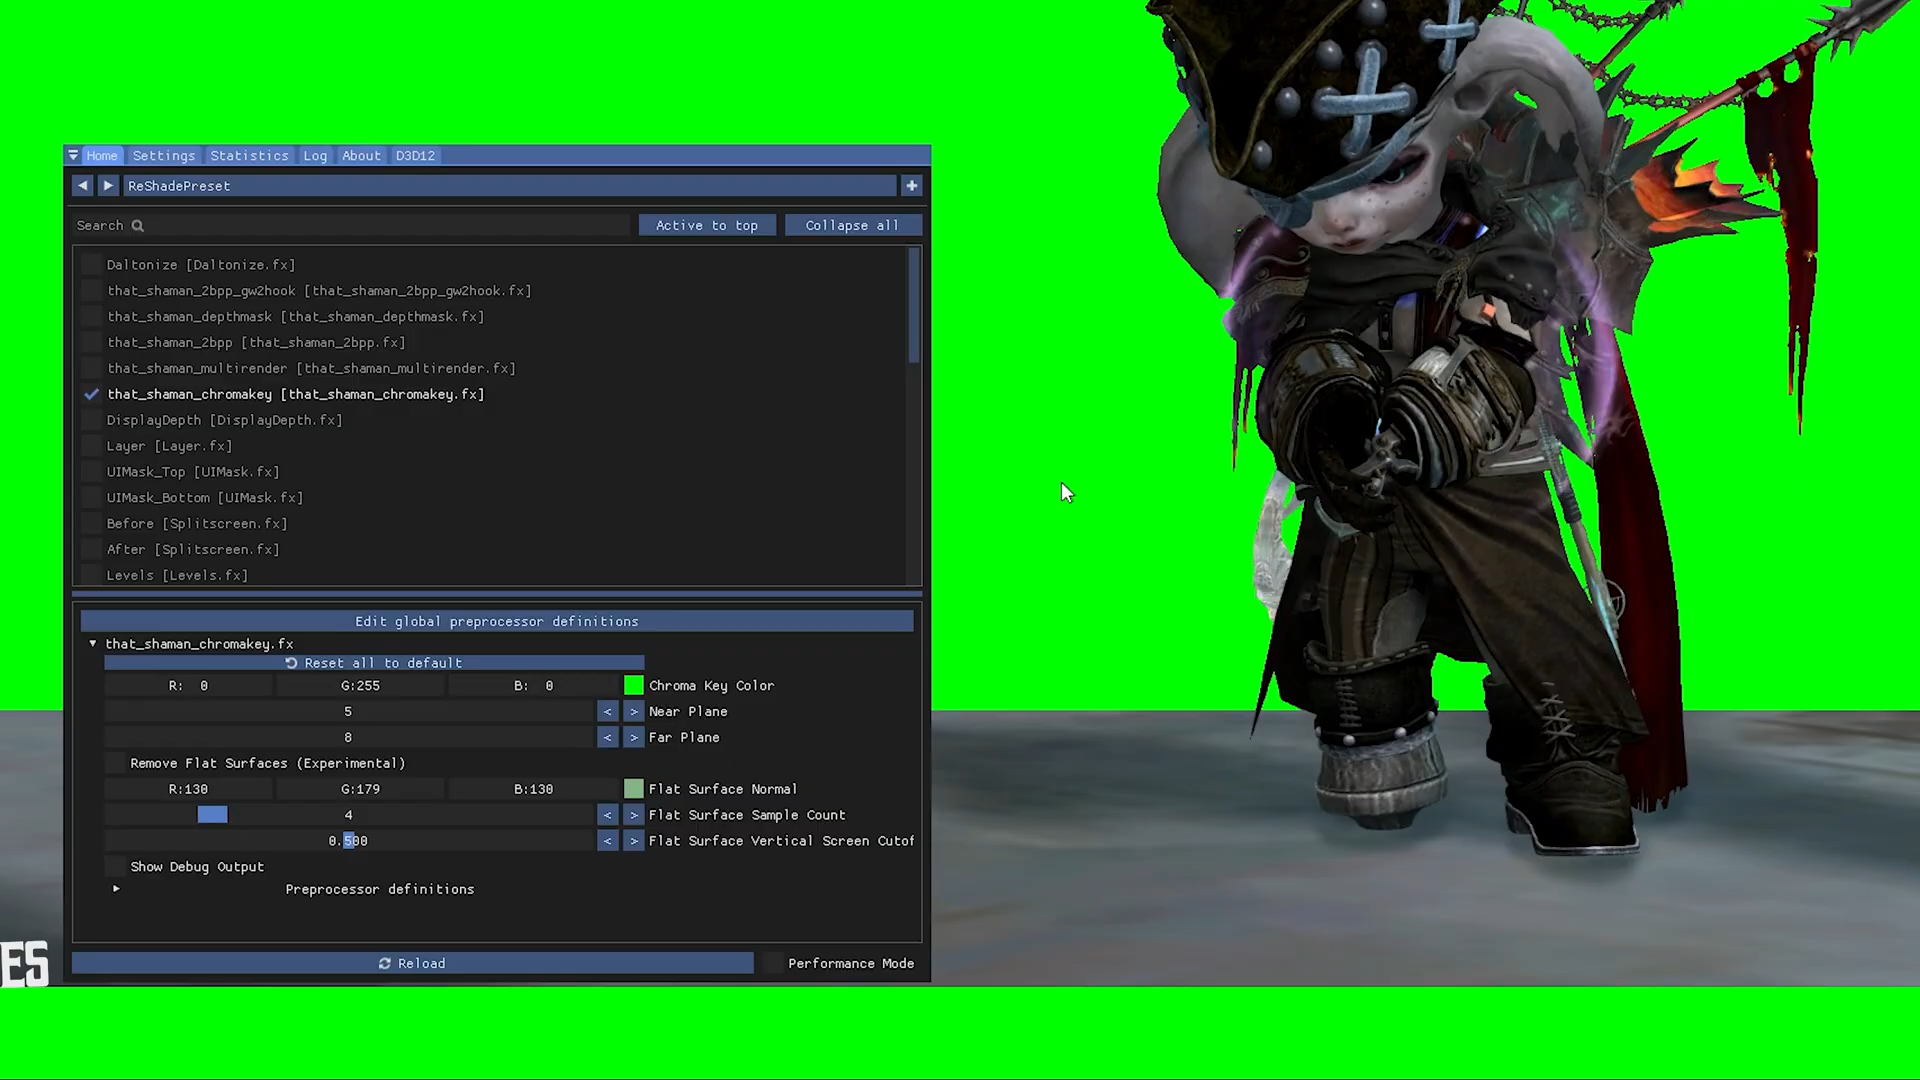 Home Settings Statistics Log About D3D12
ReShadePreset
Search Active to top Collapse all
Daltonize [Daltonize.fx]
that_shaman_2bpp_gw2hook [that_shaman_2bpp_gw2hook.fx]
that_shaman_depthmask [that_shaman_depthmask.fx]
that_shaman_2bpp [that_shaman_2bpp.fx]
that_shaman_multirender [that_shaman_multirender.fx]
that_shaman_chromakey [that_shaman_chromakey.fx]
DisplayDepth [DisplayDepth.fx]
Layer [Layer.fx]
UIMask_Top [UIMask.fx]
UIMask_Bottom [UIMask.fx]
Before [Splitscreen.fx]
After [Splitscreen.fx]
Levels [Levels.fx]
Edit global preprocessor definitions
that_shaman_chromakey.fx
Reset all to default
R: 0 G:255 B: 0 Chroma Key Color
5 < > Near Plane
8 < > Far Plane
Remove Flat Surfaces (Experimental)
R:130 G:179 B:130 Flat Surface Normal
4 < > Flat Surface Sample Count
0.500 < > Flat Surface Vertical Screen Cutof
Show Debug Output
Preprocessor definitions
ES
Reload Performance Mode